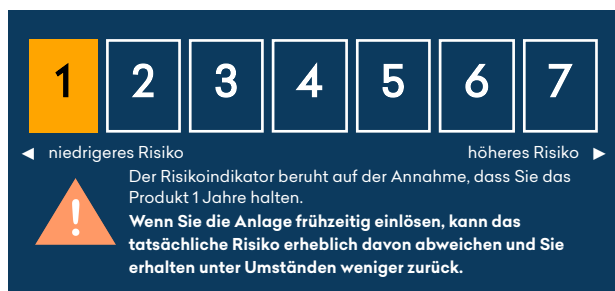 1 2 3 4 5 6 7
◄ niedrigeres Risiko höheres Risiko ►
!
Der Risikoindikator beruht auf der Annahme, dass Sie das
Produkt 1 Jahre halten.
Wenn Sie die Anlage frühzeitig einlösen, kann das
tatsächliche Risiko erheblich davon abweichen und Sie
erhalten unter Umständen weniger zurück.